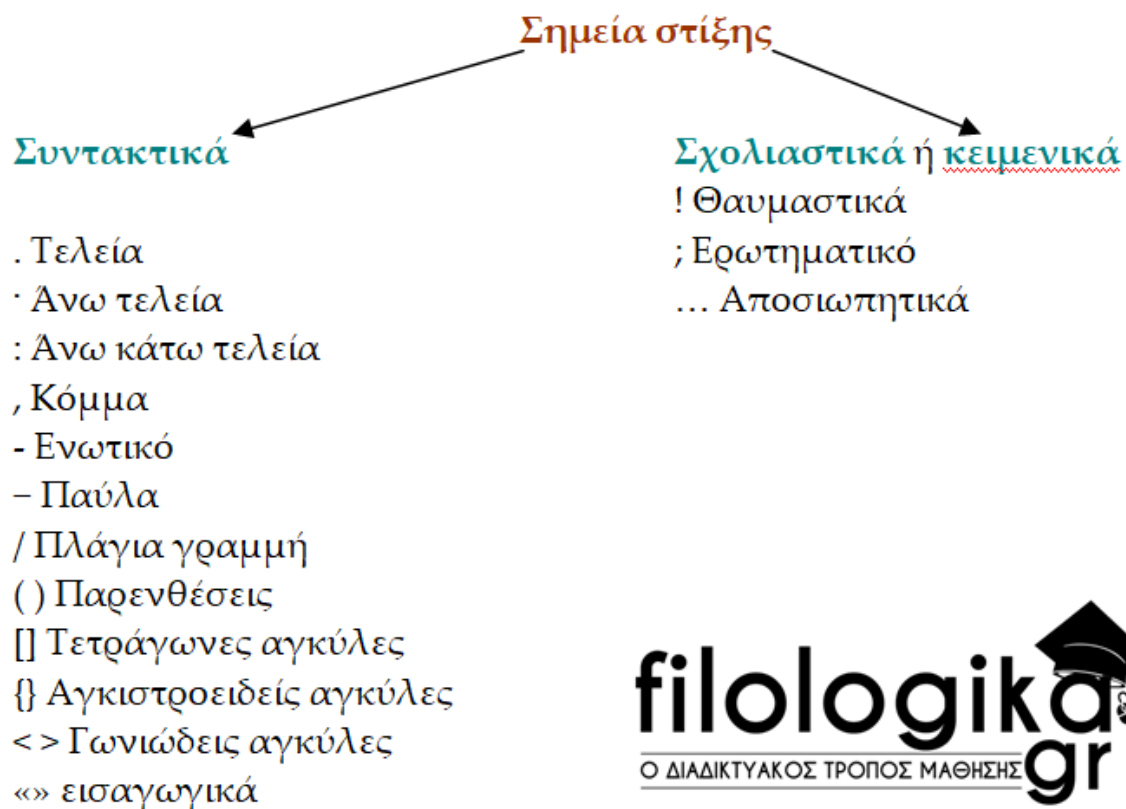 Σημεία στίξης
Συντακτικά
. Τελεία
· Άνω τελεία
: Άνω κάτω τελεία
, Κόμμα
- Ενωτικό
– Παύλα
/ Πλάγια γραμμή
( ) Παρενθέσεις
[] Τετράγωνες αγκύλες
{} Αγκιστροειδείς αγκύλες
< > Γωνιώδεις αγκύλες
«» εισαγωγικά
Σχολιαστικά ή κειμενικά
! Θαυμαστικά
; Ερωτηματικό
… Αποσιωπητικά
filologika
gr
Ο ΔΙΑΔΙΚΤΥΑΚΟΣ ΤΡΟΠΟΣ ΜΑΘΗΣΗΣ